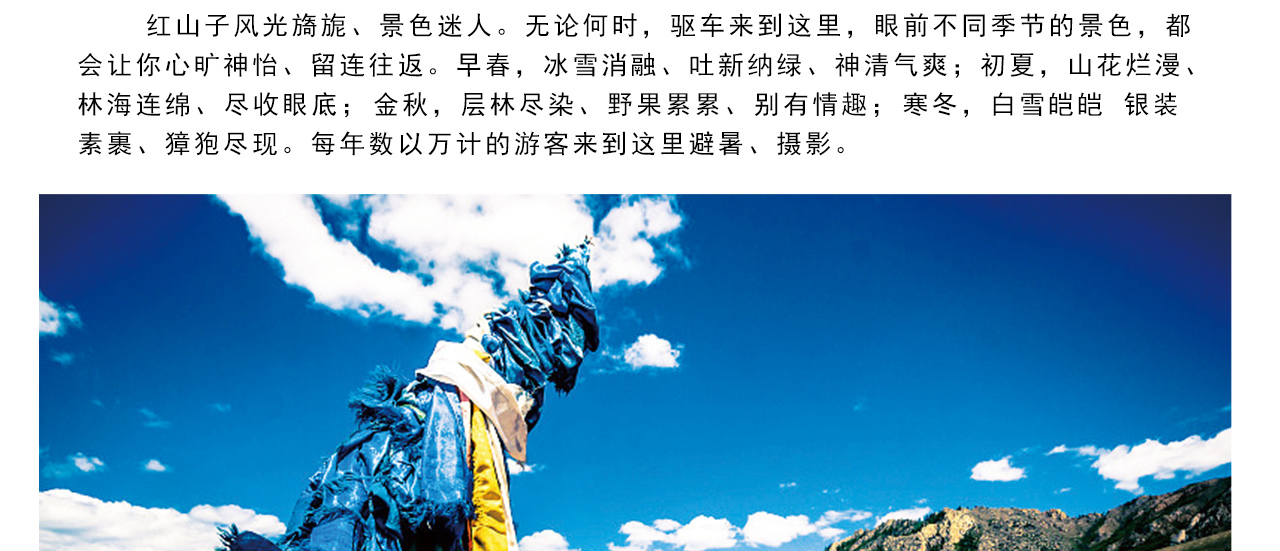 红山子风光旖旎、景色迷人。无论何时，驱车来到这里，眼前不同季节的景色，都
会让你心旷神怡、留连往返。早春，冰雪消融、吐新纳绿、神清气爽；初夏，山花烂漫、
林海连绵、尽收眼底；金秋，层林尽染、野果累累、别有情趣；寒冬，白雪皑皑 银装
素裹、獐狍尽现。每年数以万计的游客来到这里避暑、摄影。